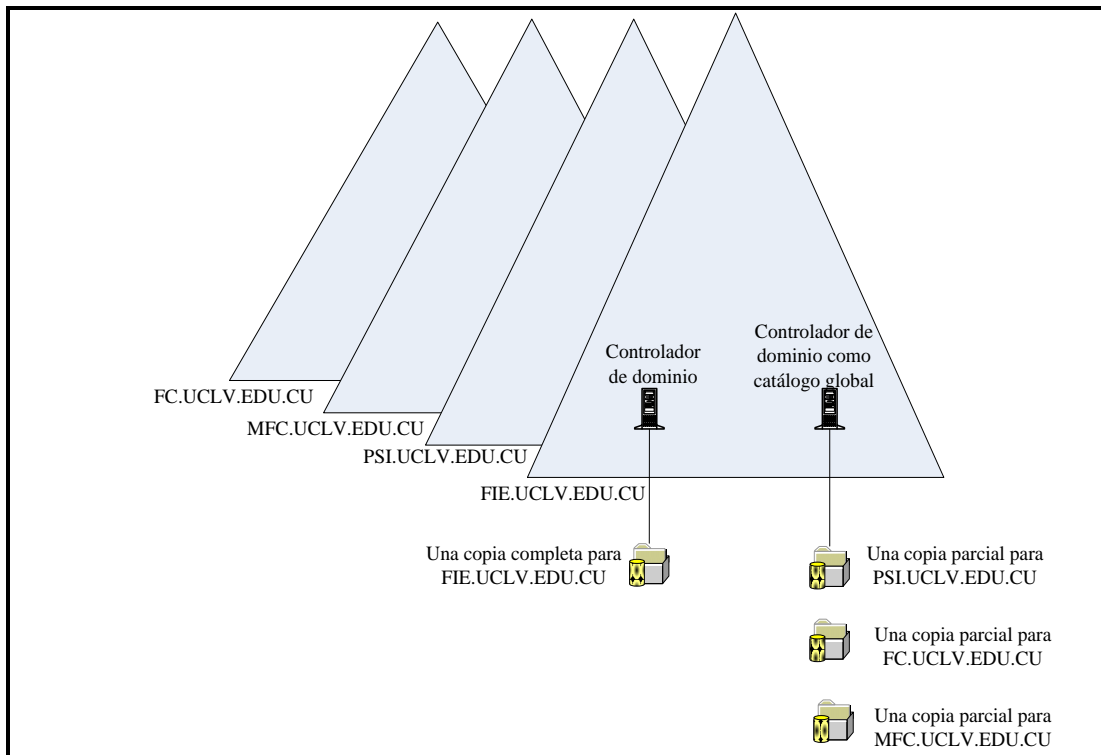 Controlador de
dominio como
catálogo global
Controlador
de dominio
FC.UCLV.EDU.CU
MFC.UCLV.EDU.CU
PSI.UCLV.EDU.CU
FIE.UCLV.EDU.CU
Una copia completa para
FIE.UCLV.EDU.CU
Una copia parcial para
PSI.UCLV.EDU.CU
Una copia parcial para
FC.UCLV.EDU.CU
Una copia parcial para
MFC.UCLV.EDU.CU